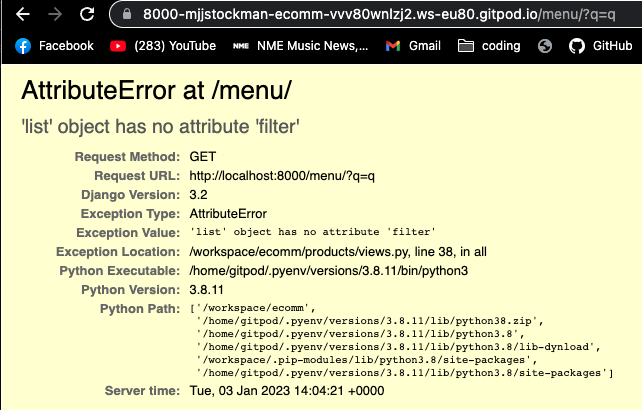 8000-mjjstockman-ecomm-vvv80wnlzj2.ws-eu80.gitpod.io/menu/?q=q
Facebook (283) YouTube NME NME Music News,... Gmail coding GitHub
AttributeError at /menu/
'list' object has no attribute 'filter'
Request Method: GET
Request URL: http://localhost:8000/menu/?q=q
Django Version: 3.2
Exception Type: AttributeError
Exception Value: 'list' object has no attribute 'filter'
Exception Location: /workspace/ecomm/products/views.py, line 38, in all
Python Executable: /home/gitpod/.pyenv/versions/3.8.11/bin/python3
Python Version: 3.8.11
Python Path: ['/workspace/ecomm',
'/home/gitpod/.pyenv/versions/3.8.11/lib/python38.zip',
'/home/gitpod/.pyenv/versions/3.8.11/lib/python3.8',
'/home/gitpod/.pyenv/versions/3.8.11/lib/python3.8/lib-dynload',
'/workspace/.pip-modules/lib/python3.8/site-packages',
'/home/gitpod/.pyenv/versions/3.8.11/lib/python3.8/site-packages']
Server time: Tue, 03 Jan 2023 14:04:21 +0000